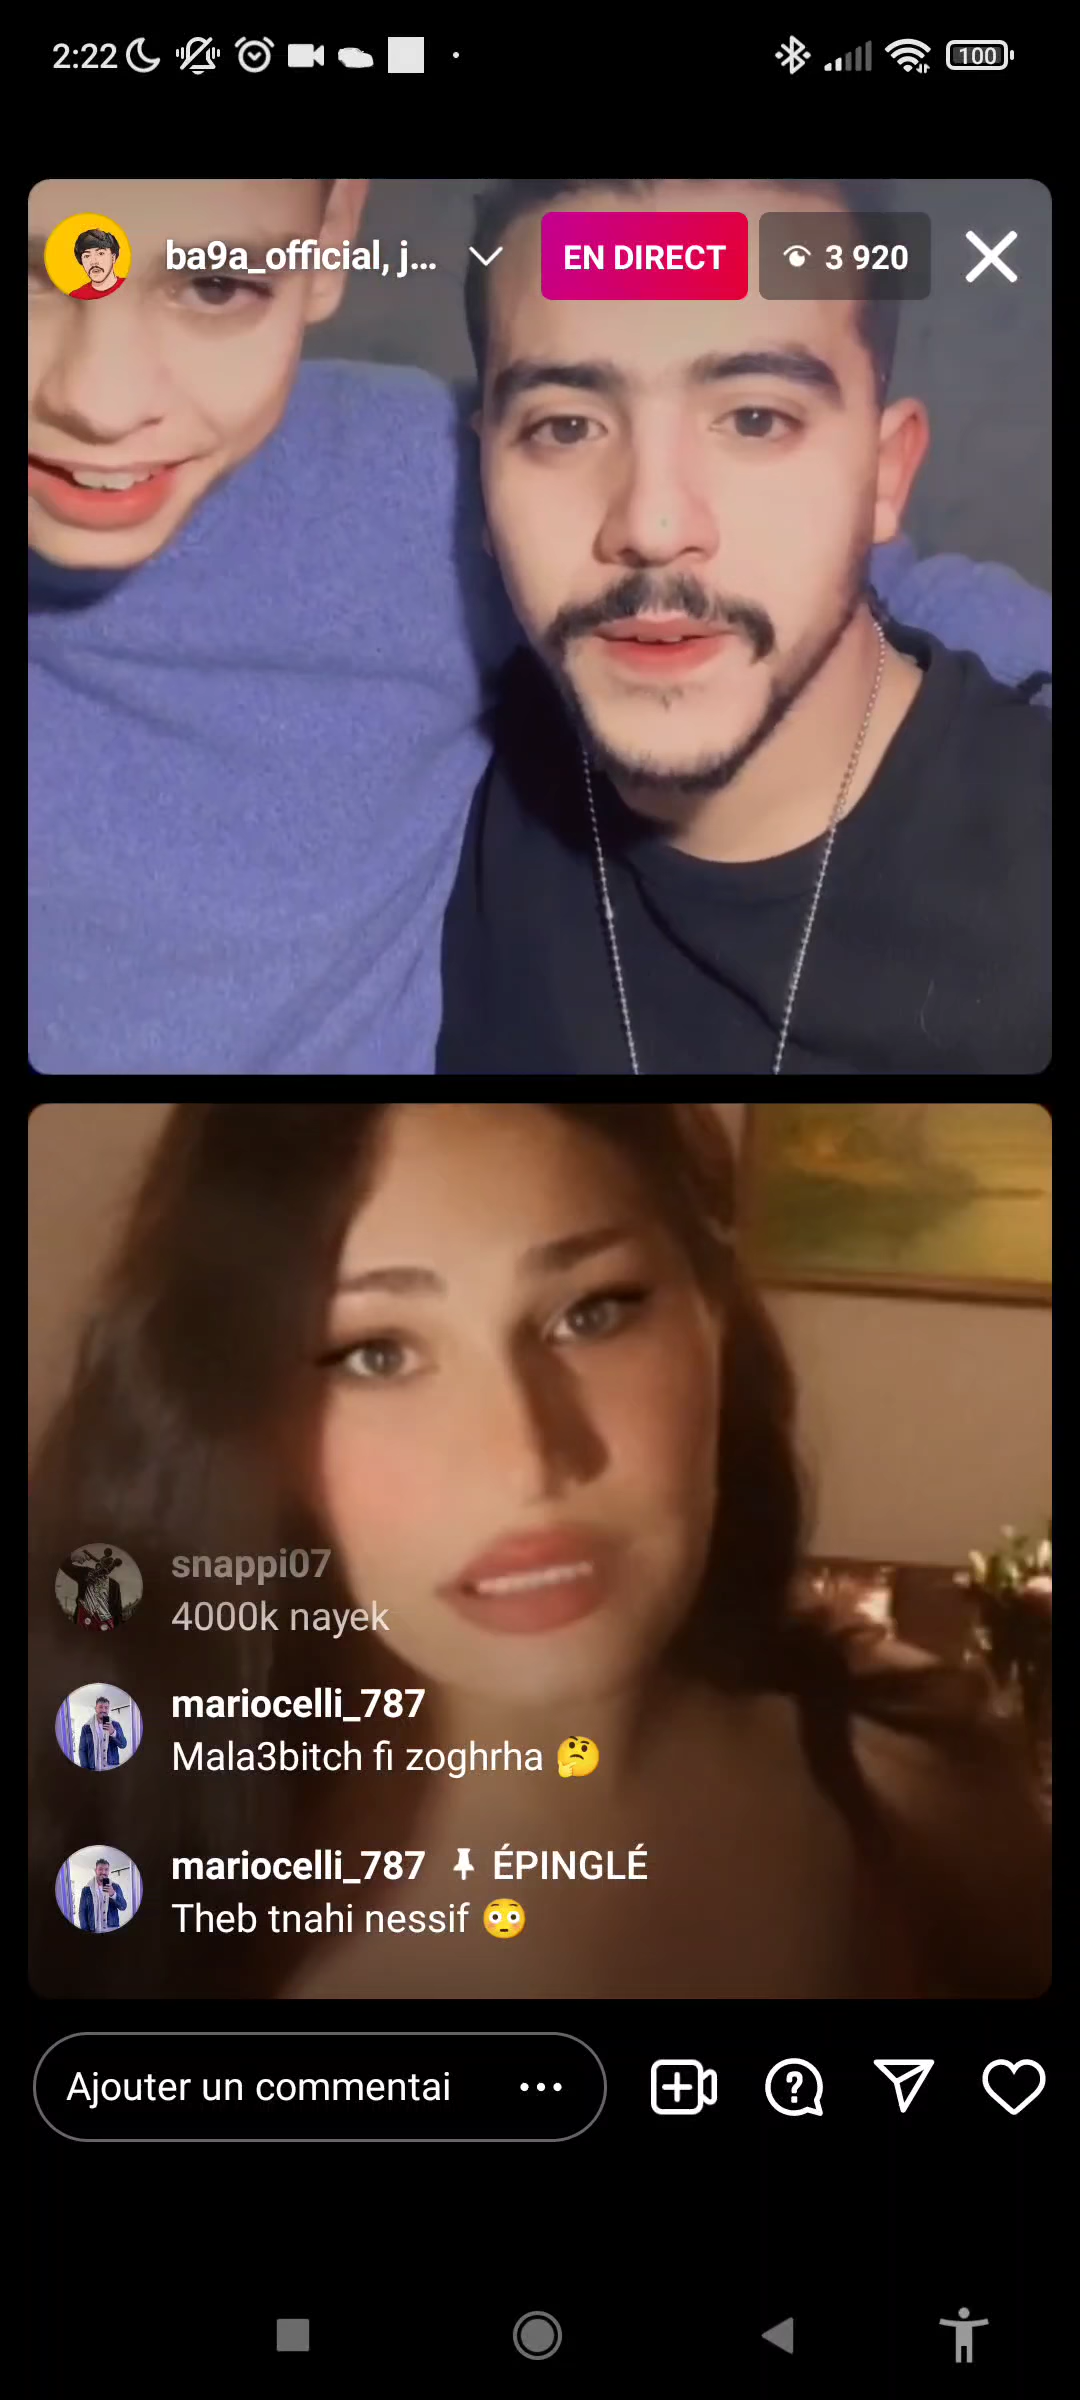 2:22
100
ba9a_official, j...
EN DIRECT
3 920
snappi07
4000k nayek
mariocelli_787
Mala3bitch fi zoghrha 🤔
mariocelli_787 📌 ÉPINGLÉ
Theb tnahi nessif 😳
Ajouter un commentai